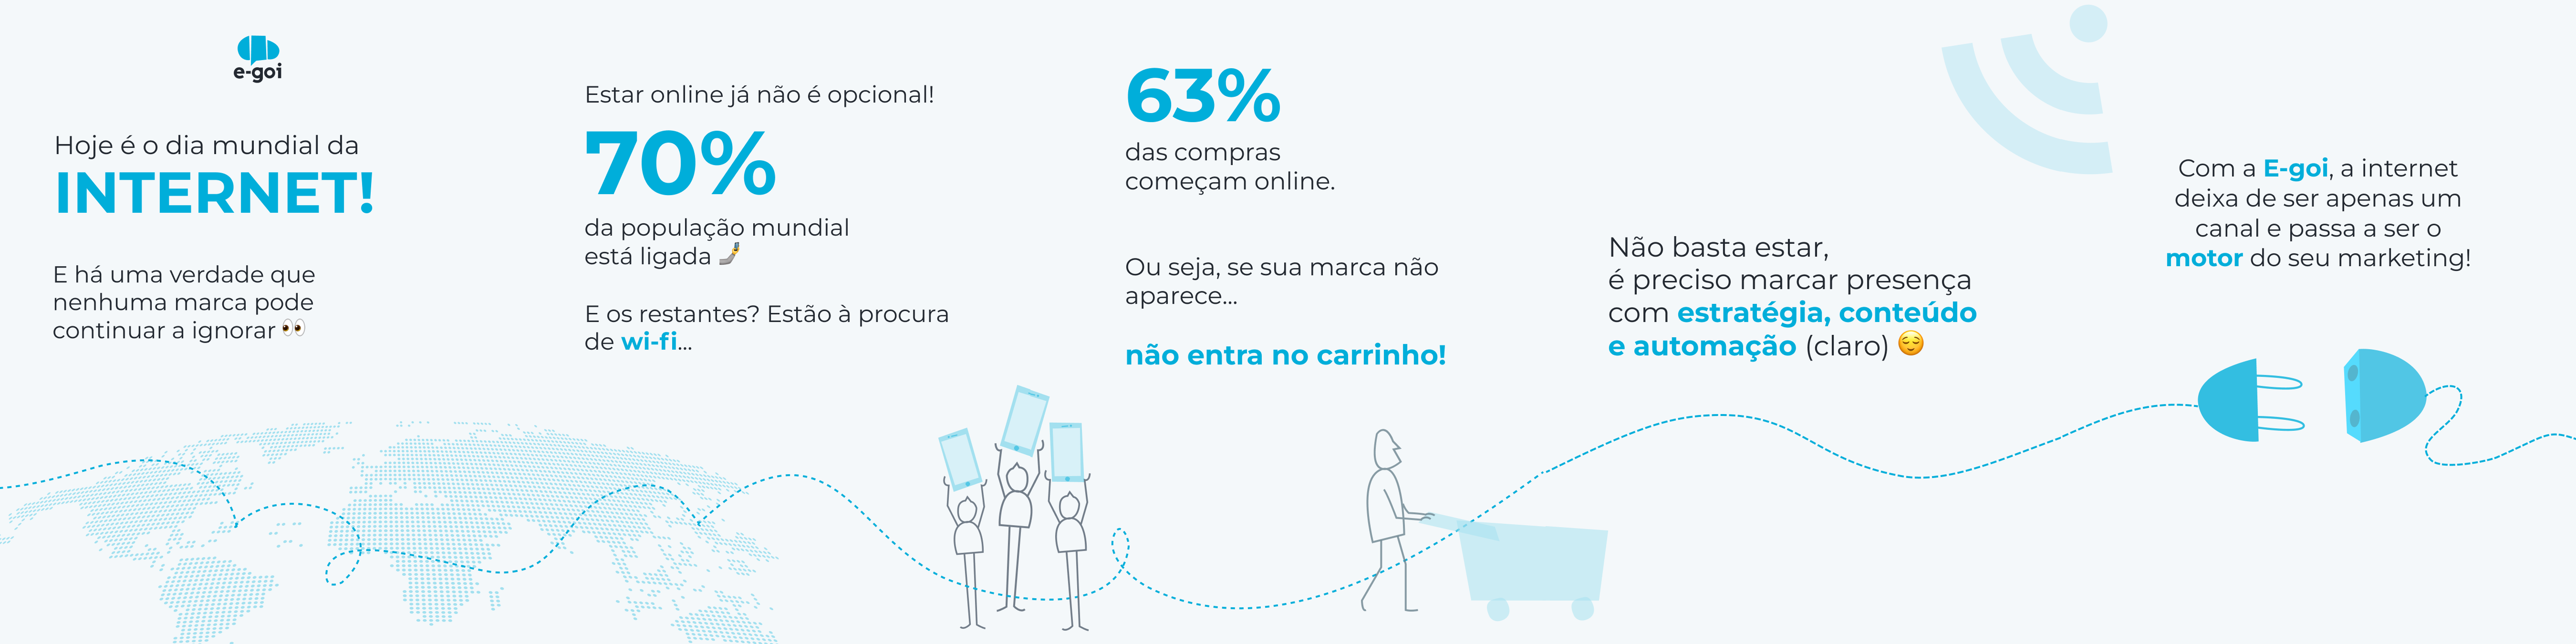 e-goi
Hoje é o dia mundial da
INTERNET!
E há uma verdade que
nenhuma marca pode
continuar a ignorar 👀
Estar online já não é opcional!
70%
da população mundial
está ligada 🤳
E os restantes? Estão à procura
de wi-fi...
63%
das compras
começam online.
Ou seja, se sua marca não
aparece...
não entra no carrinho!
Não basta estar,
é preciso marcar presença
com estratégia, conteúdo
e automação (claro) 😌
Com a E-goi, a internet
deixa de ser apenas um
canal e passa a ser o
motor do seu marketing!